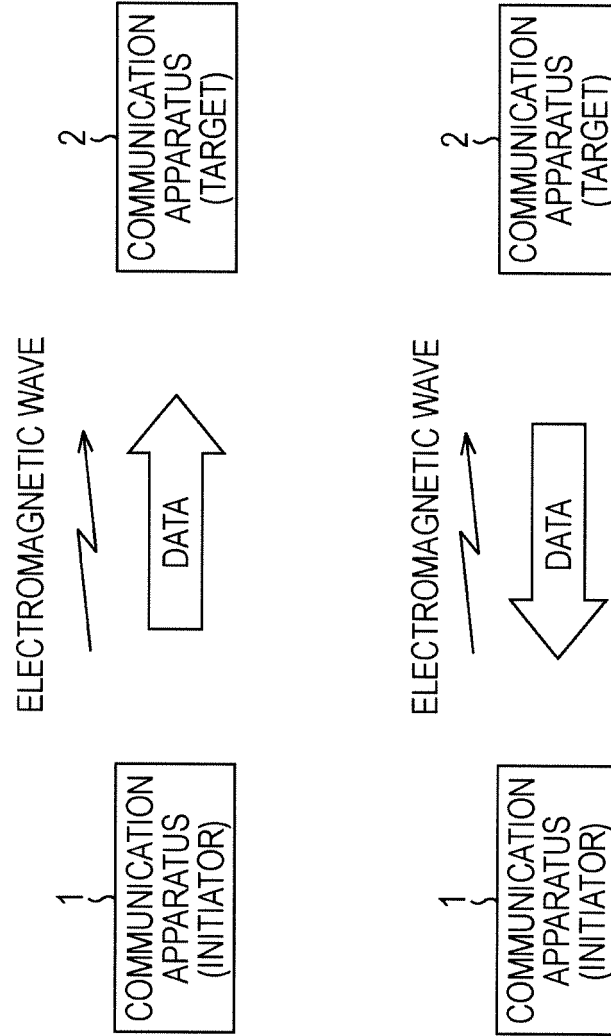 1
COMMUNICATION
APPARATUS
(INITIATOR)
ELECTROMAGNETIC WAVE
DATA
2
COMMUNICATION
APPARATUS
(TARGET)
1
COMMUNICATION
APPARATUS
(INITIATOR)
ELECTROMAGNETIC WAVE
DATA
2
COMMUNICATION
APPARATUS
(TARGET)